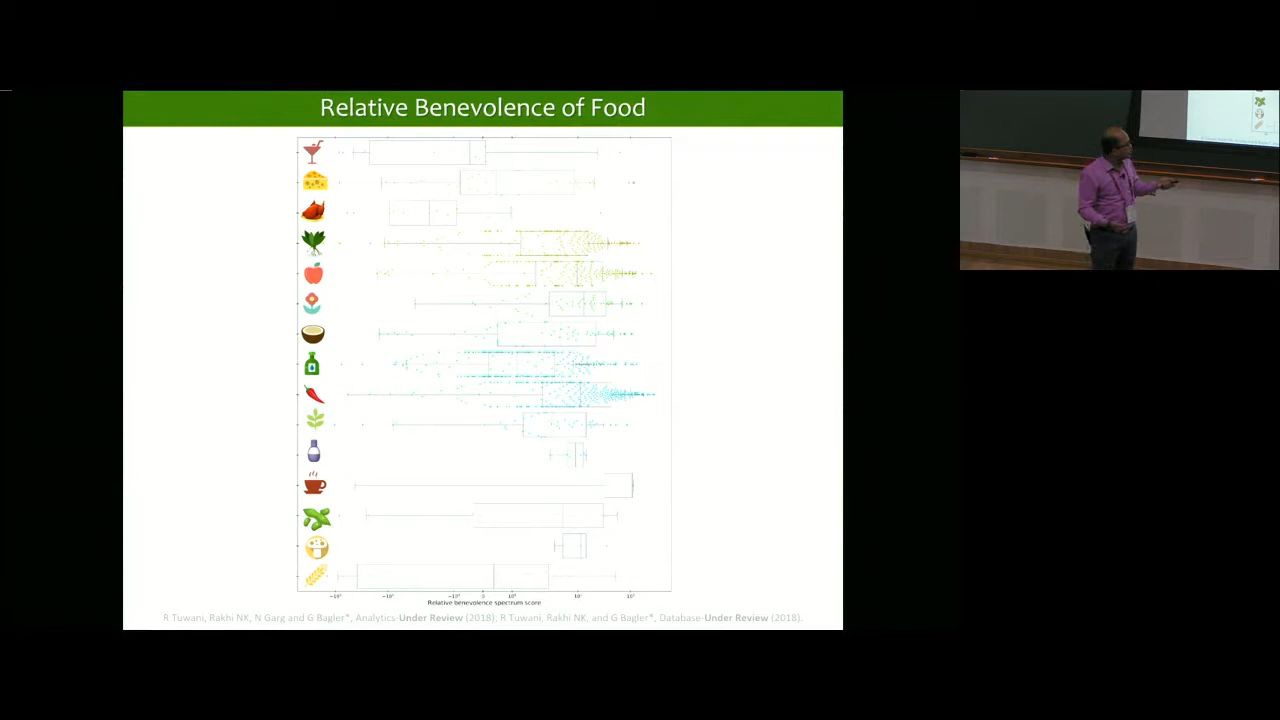 Relative Benevolence of Food
Relative benevolence spectrum score
R Tuwani, Rakhi NK, N Garg and G Bagler*, Analytics-Under Review (2018); R Tuwani, Rakhi NK, and G Bagler*, Database-Under Review (2018).